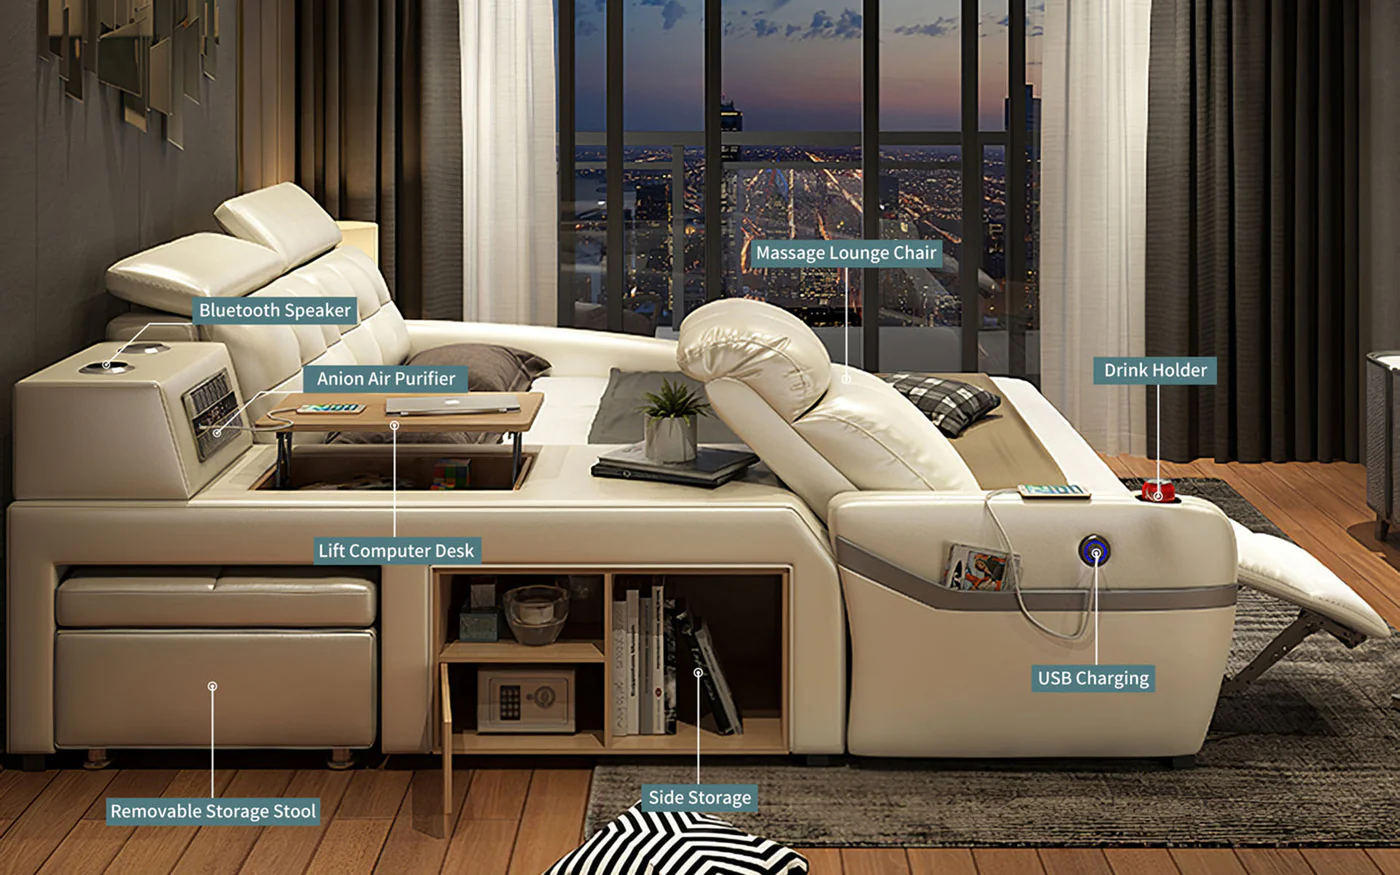 Massage Lounge Chair
Bluetooth Speaker
Anion Air Purifier
Drink Holder
Lift Computer Desk
USB Charging
Side Storage
Removable Storage Stool